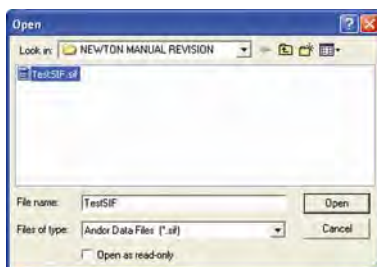 Open
Look in: NEWTON MANUAL REVISION
TestSIF.sif
File name: TestSIF Open
Files of type: Andor Data Files (*.sif) Cancel
Open as read-only